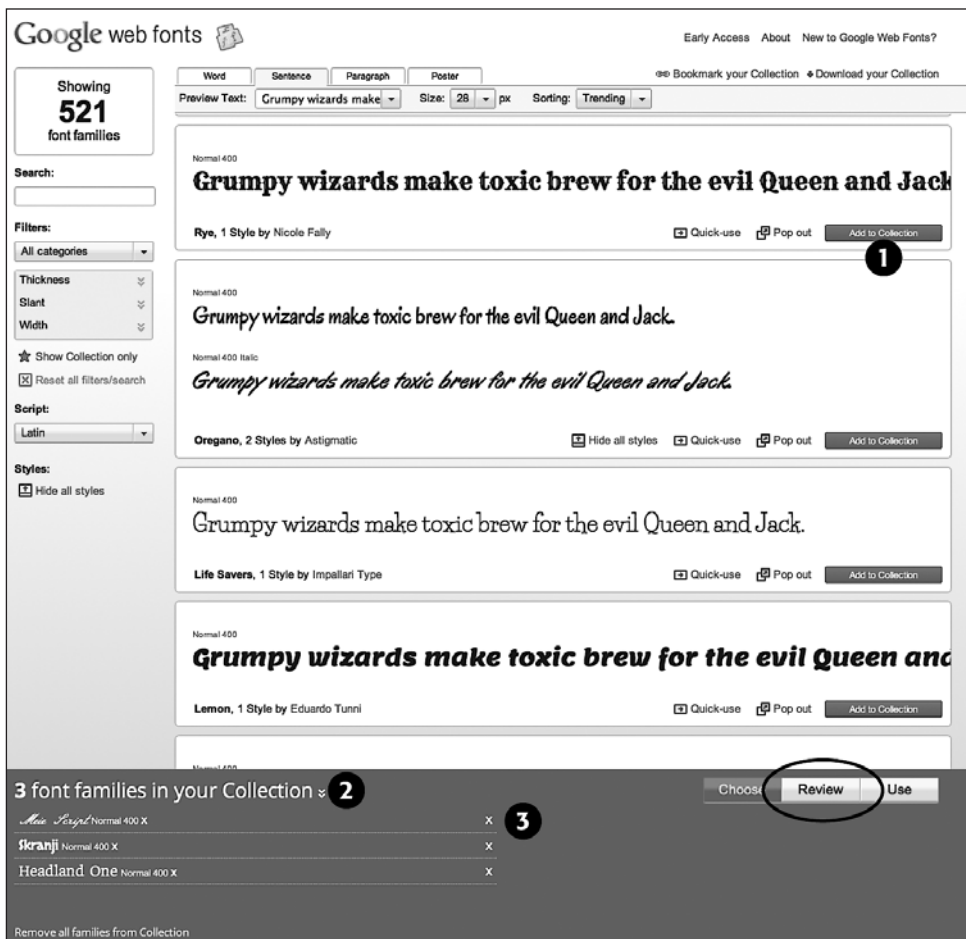 Google web fonts
Early Access About New to Google Web Fonts?
Showing
521
font families
Word Sentence Paragraph Poster
Bookmark your Collection Download your Collection
Preview Text: Grumpy wizards make Size: 28 px Sorting: Trending
Search:
Filters:
All categories
Thickness
Slant
Width
Show Collection only
Reset all filters/search
Script:
Latin
Styles:
Hide all styles
Normal 400
Grumpy wizards make toxic brew for the evil Queen and Jack
Rye, 1 Style by Nicole Fally Quick-use Pop out Add to Collection
1
Normal 400
Grumpy wizards make toxic brew for the evil Queen and Jack.
Normal 400 Italic
Grumpy wizards make toxic brew for the evil Queen and Jack.
Oregano, 2 Styles by Astigmatic Hide all styles Quick-use Pop out Add to Collection
Normal 400
Grumpy wizards make toxic brew for the evil Queen and Jack.
Life Savers, 1 Style by Impallari Type Quick-use Pop out Add to Collection
Normal 400
Grumpy wizards make toxic brew for the evil Queen and
Lemon, 1 Style by Eduardo Tunni Quick-use Pop out Add to Collection
Normal 400
3 font families in your Collection 2 Choose Review Use
Meie Script Normal 400 X X 3
Skranji Normal 400 X X
Headland One Normal 400 X X
Remove all families from Collection